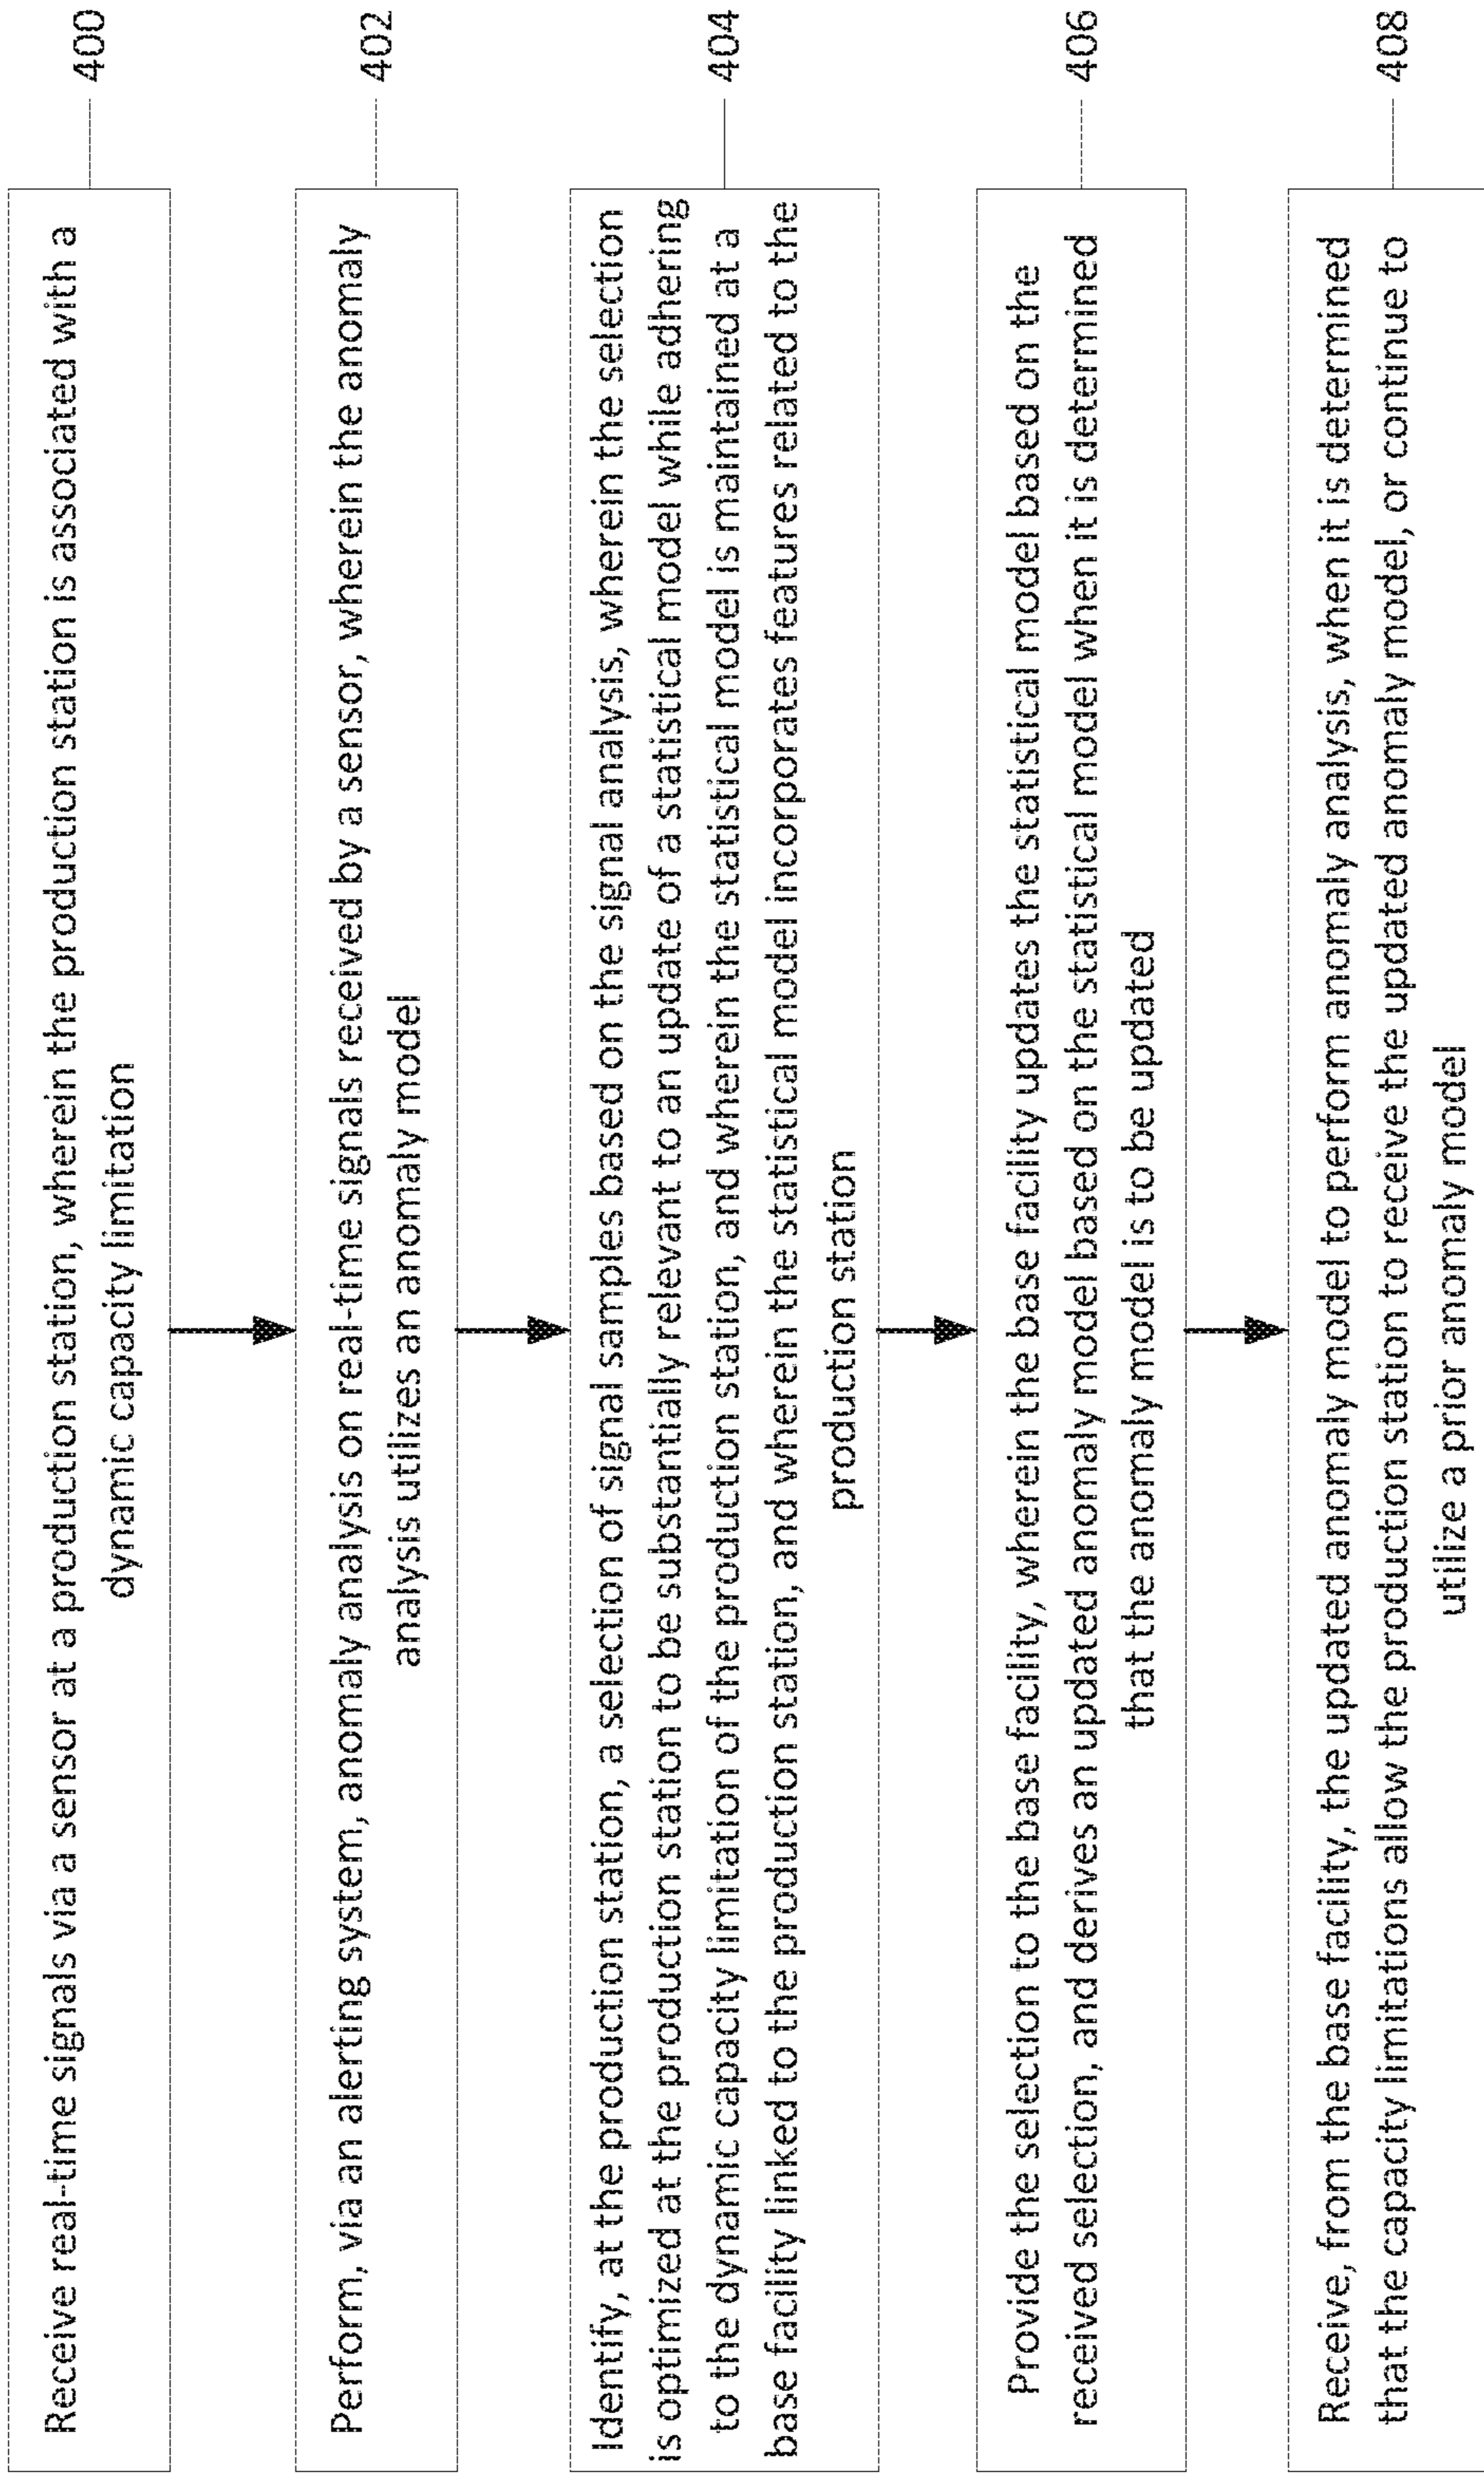 Receive real-time signals via a sensor at a production station, wherein the production station is associated with a
dynamic capacity limitation
400
Perform, via an alerting system, anomaly analysis on real-time signals received by a sensor, wherein the anomaly
analysis utilizes an anomaly model
402
Identify, at the production station, a selection of signal samples based on the signal analysis, wherein the selection
is optimized at the production station to be substantially relevant to an update of a statistical model while adhering
to the dynamic capacity limitation of the production station, and wherein the statistical model is maintained at a
base facility linked to the production station, and wherein the statistical model incorporates features related to the
production station
404
Provide the selection to the base facility, wherein the base facility updates the statistical model based on the
received selection, and derives an updated anomaly model based on the statistical model when it is determined
that the anomaly model is to be updated
406
Receive, from the base facility, the updated anomaly model to perform anomaly analysis, when it is determined
that the capacity limitations allow the production station to receive the updated anomaly model, or continue to
utilize a prior anomaly model
408